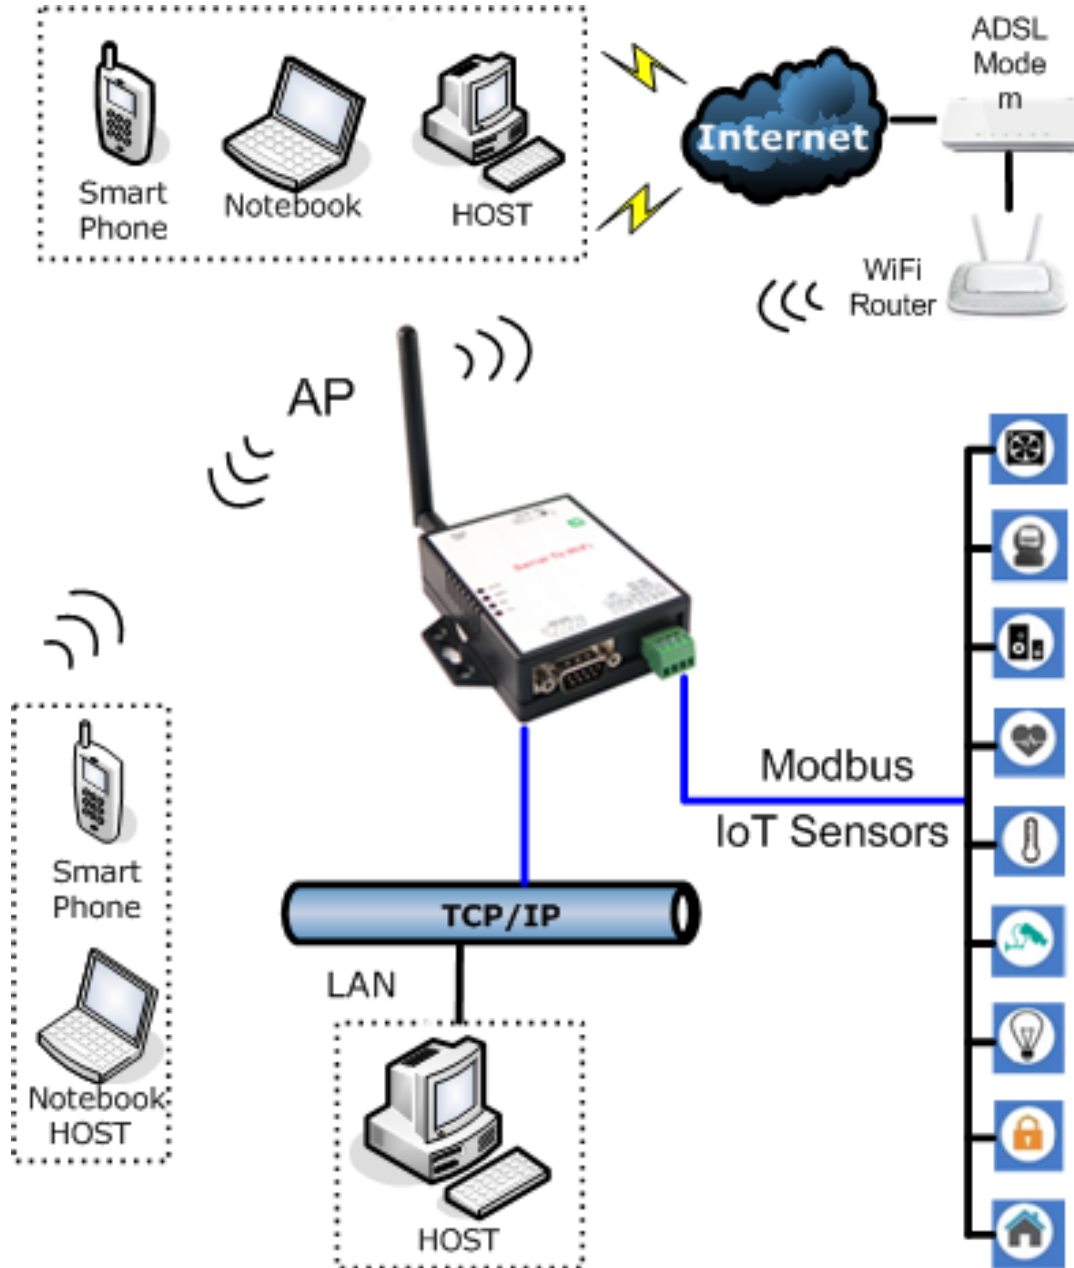 ADSL
Mode
m
Internet
Smart
Phone
Notebook
HOST
WiFi
Router
AP
Serial To WiFi
Modbus
IoT Sensors
Smart
Phone
TCP/IP
LAN
Notebook
HOST
HOST